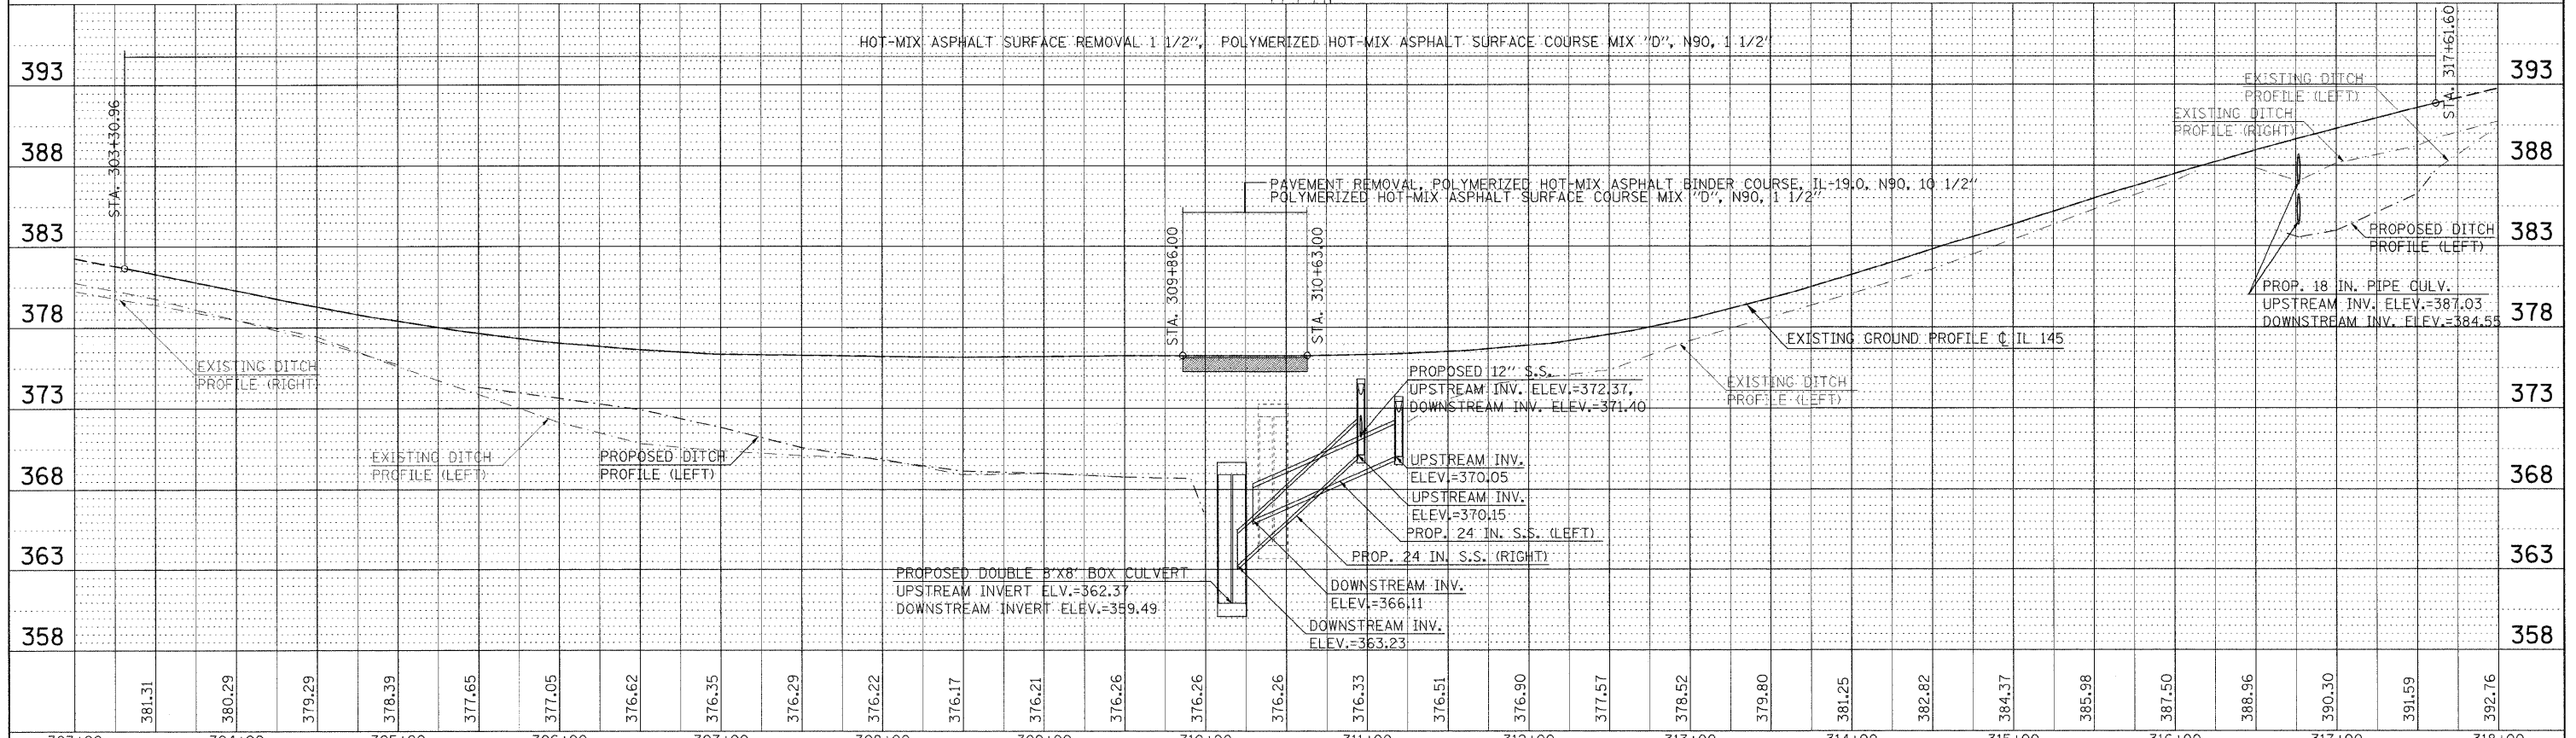 HOT-MIX ASPHALT SURFACE REMOVAL 1 1/2", POLYMERIZED HOT-MIX ASPHALT SURFACE COURSE MIX "D", N90, 1 1/2"
STA. 303+30.96
STA. 317+61.60
393
393
388
388
383
383
378
378
373
373
368
368
363
363
358
358
EXISTING DITCH
PROFILE (LEFT)
EXISTING DITCH
PROFILE (RIGHT)
PAVEMENT REMOVAL, POLYMERIZED HOT-MIX ASPHALT BINDER COURSE, IL-19.0, N90, 10 1/2"
POLYMERIZED HOT-MIX ASPHALT SURFACE COURSE MIX "D", N90, 1 1/2"
STA. 309+86.00
STA. 310+63.00
PROPOSED DITCH
PROFILE (LEFT)
PROP. 18 IN. PIPE CULV.
UPSTREAM INV. ELEV.=387.03
DOWNSTREAM INV. ELEV.=384.55
EXISTING GROUND PROFILE ℄ IL 145
EXISTING DITCH
PROFILE (RIGHT)
PROPOSED 12" S.S.
UPSTREAM INV. ELEV.=372.37,
DOWNSTREAM INV. ELEV.=371.40
EXISTING DITCH
PROFILE (LEFT)
EXISTING DITCH
PROFILE (LEFT)
PROPOSED DITCH
PROFILE (LEFT)
UPSTREAM INV.
ELEV.=370.05
UPSTREAM INV.
ELEV.=370.15
PROP. 24 IN. S.S. (LEFT)
PROP. 24 IN. S.S. (RIGHT)
PROPOSED DOUBLE 8'X8' BOX CULVERT
UPSTREAM INVERT ELV.=362.37
DOWNSTREAM INVERT ELEV.=359.49
DOWNSTREAM INV.
ELEV.=366.11
DOWNSTREAM INV.
ELEV.=363.23
381.31
380.29
379.29
378.39
377.65
377.05
376.62
376.35
376.29
376.22
376.17
376.21
376.26
376.26
376.26
376.33
376.51
376.90
377.57
378.52
379.80
381.25
382.82
384.37
385.98
387.50
388.96
390.30
391.59
392.76